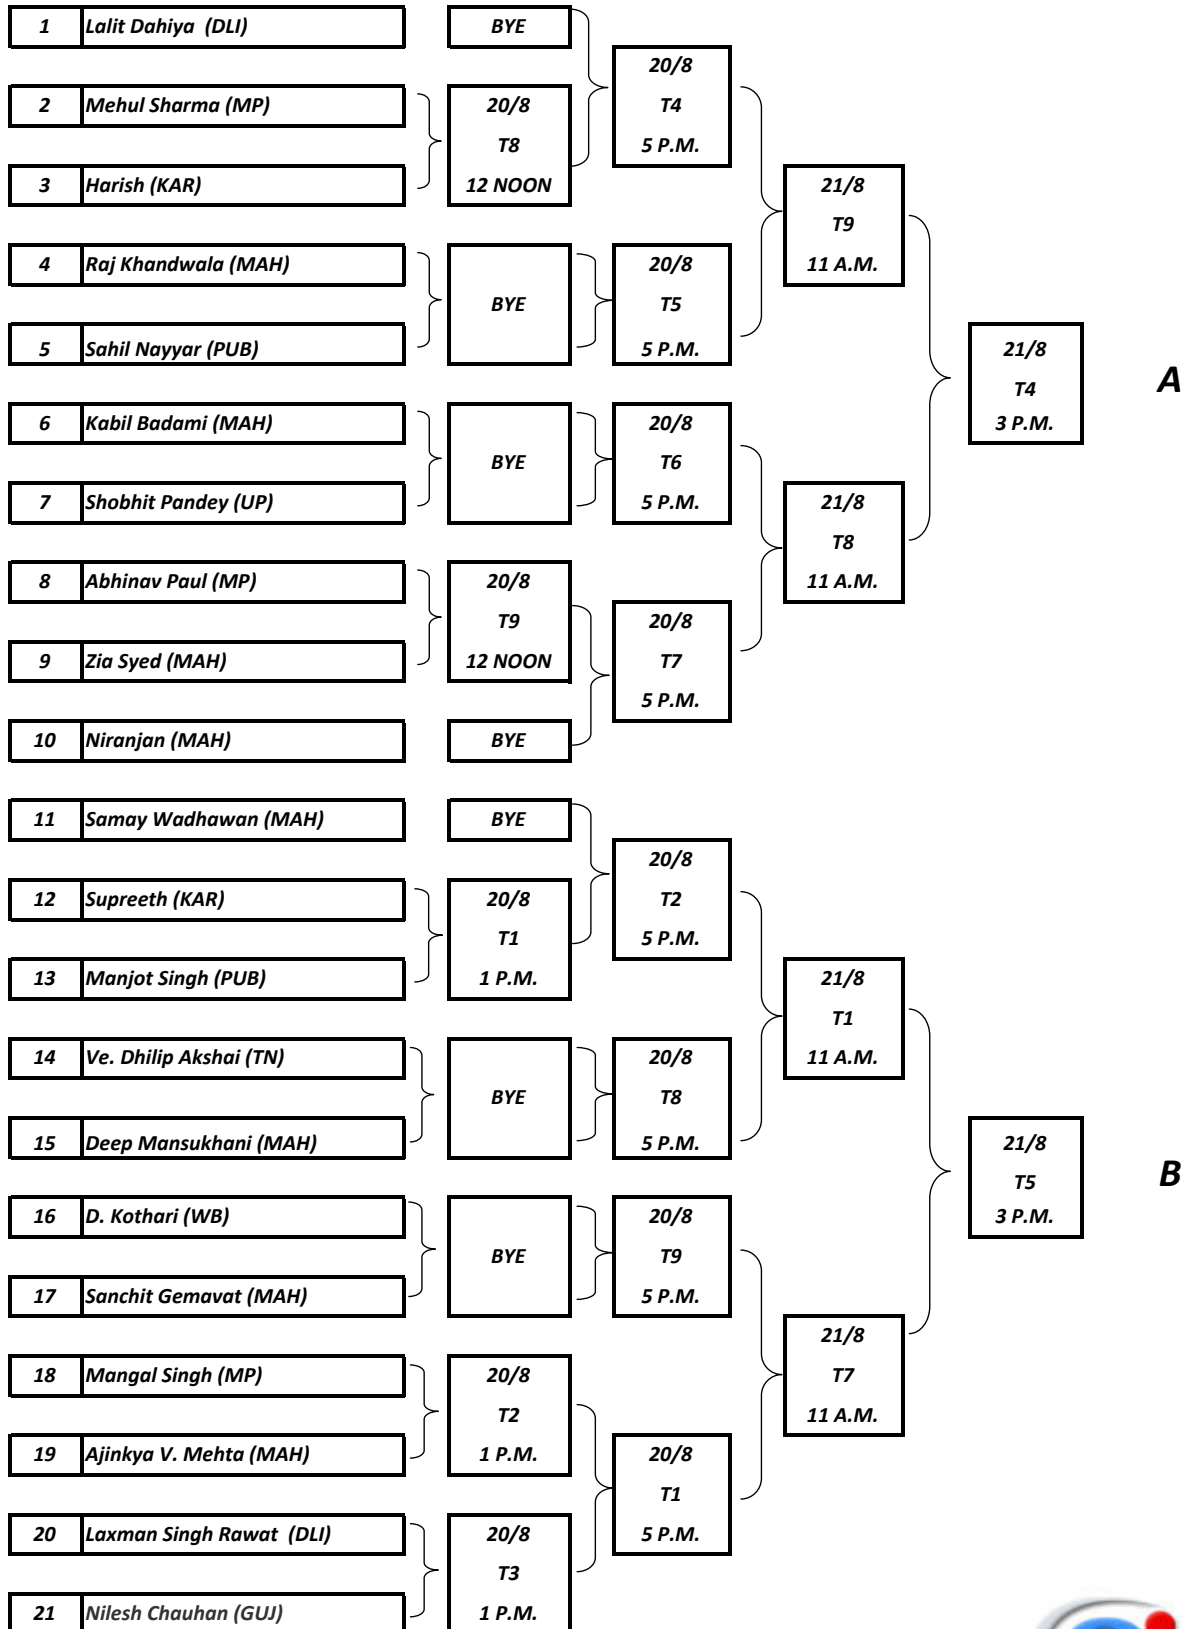 1 Lalit Dahiya (DLI) BYE
20/8
2 Mehul Sharma (MP) 20/8 T4
T8 5 P.M.
3 Harish (KAR) 12 NOON 21/8
T9
4 Raj Khandwala (MAH) 20/8 11 A.M.
BYE T5
5 Sahil Nayyar (PUB) 5 P.M. 21/8
T4 A
6 Kabil Badami (MAH) 20/8 3 P.M.
BYE T6
7 Shobhit Pandey (UP) 5 P.M. 21/8
T8
8 Abhinav Paul (MP) 20/8 11 A.M.
T9 20/8
9 Zia Syed (MAH) 12 NOON T7
5 P.M.
10 Niranjan (MAH) BYE
11 Samay Wadhawan (MAH) BYE
20/8
12 Supreeth (KAR) 20/8 T2
T1 5 P.M.
13 Manjot Singh (PUB) 1 P.M. 21/8
T1
14 Ve. Dhilip Akshai (TN) 20/8 11 A.M.
BYE T8
15 Deep Mansukhani (MAH) 5 P.M. 21/8
T5 B
16 D. Kothari (WB) 20/8 3 P.M.
BYE T9
17 Sanchit Gemavat (MAH) 5 P.M.
21/8
18 Mangal Singh (MP) 20/8 T7
T2 11 A.M.
19 Ajinkya V. Mehta (MAH) 1 P.M. 20/8
T1
20 Laxman Singh Rawat (DLI) 20/8 5 P.M.
T3
21 Nilesh Chauhan (GUJ) 1 P.M.